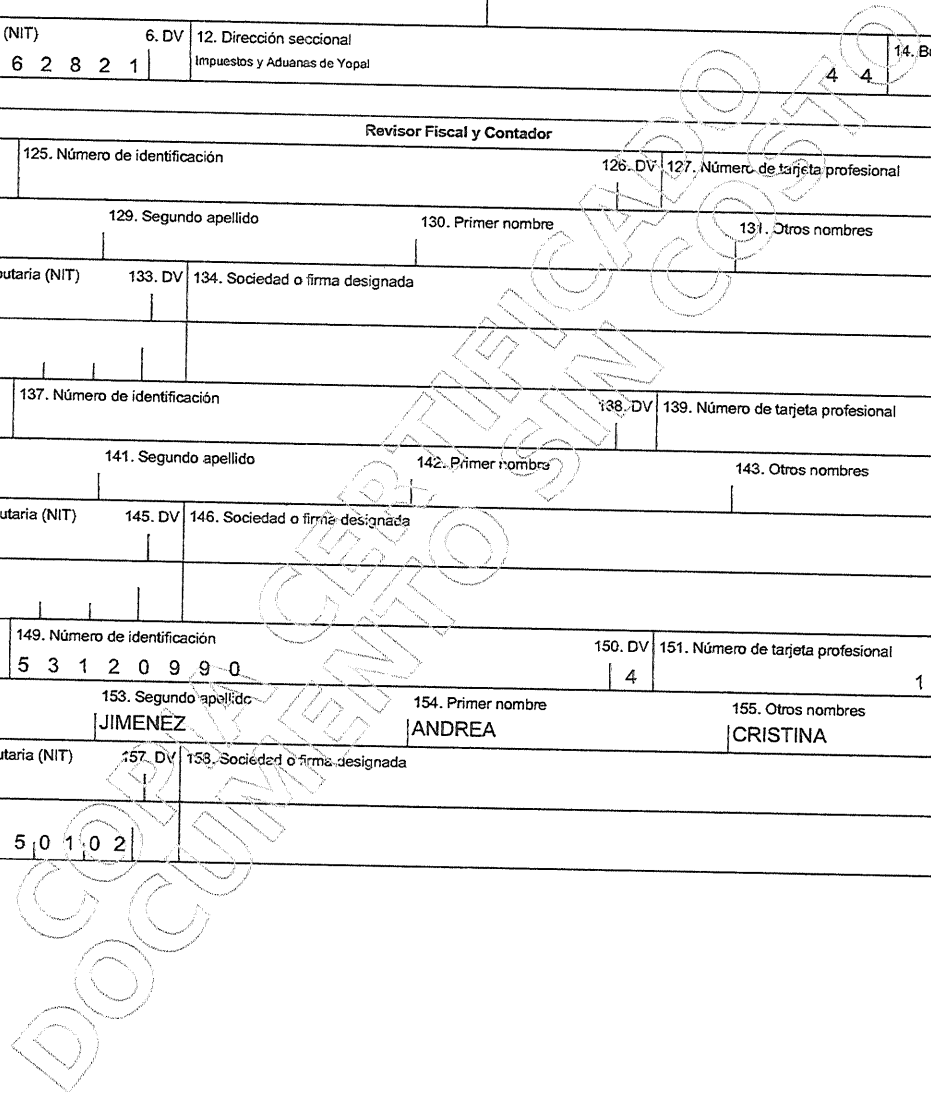 (NIT) 6. DV 12. Dirección seccional 14. B
6 2 8 2 1 Impuestos y Aduanas de Yopal 4 4
Revisor Fiscal y Contador
125. Número de identificación 126. DV 127. Número de tarjeta profesional
129. Segundo apellido 130. Primer nombre 131. Otros nombres
butaria (NIT) 133. DV 134. Sociedad o firma designada
137. Número de identificación 138. DV 139. Número de tarjeta profesional
141. Segundo apellido 142. Primer nombre 143. Otros nombres
utaria (NIT) 145. DV 146. Sociedad o firma designada
149. Número de identificación 150. DV 151. Número de tarjeta profesional
5 3 1 2 0 9 9 0 4 1
153. Segundo apellido 154. Primer nombre 155. Otros nombres
JIMENEZ ANDREA CRISTINA
utaria (NIT) 157. DV 158. Sociedad o firma designada
5 0 1 0 2
COPIA CERTIFICADO
DOCUMENTO SIN COSTO